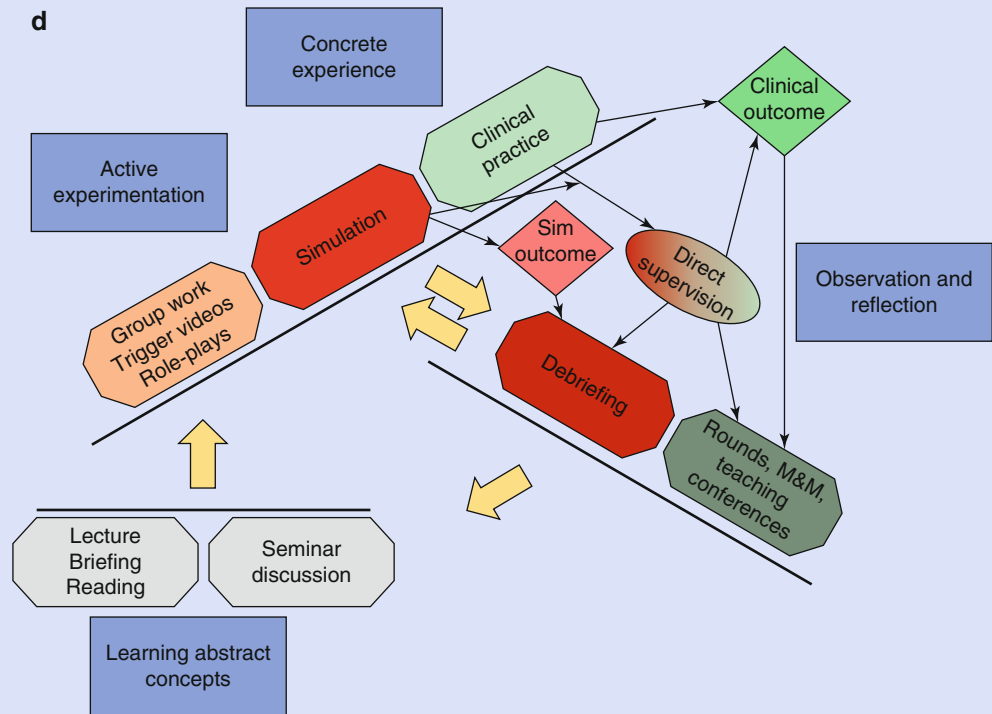 d
Concrete
experience
Clinical
outcome
Clinical
practice
Active
experimentation
Simulation
Sim
outcome
Direct
supervision
Observation and
reflection
Group work
Trigger videos
Role-plays
Debriefing
Rounds, M&M,
teaching
conferences
Lecture
Briefing
Reading
Seminar
discussion
Learning abstract
concepts